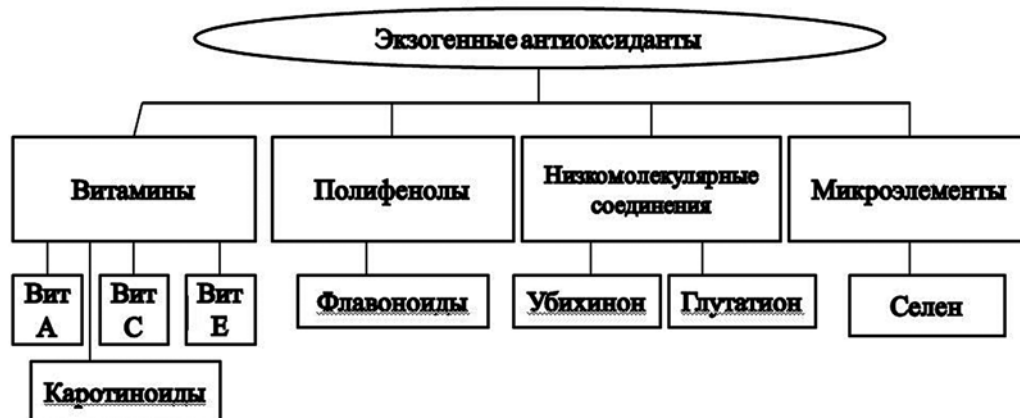 Экзогенные антиоксиданты
Витамины
Полифенолы
Низкомолекулярные
соединения
Микроэлементы
Вит
А
Вит
С
Вит
Е
Флавоноиды
Убихинон
Глутатион
Селен
Каротиноиды